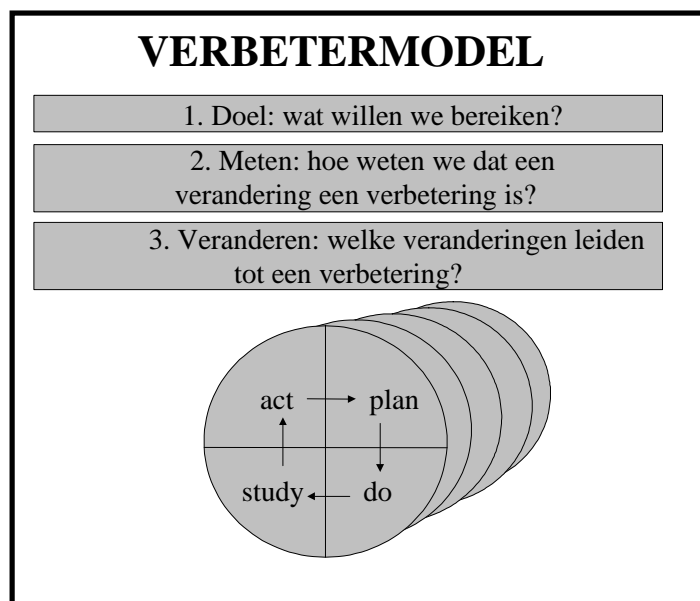 VERBETERMODEL
1. Doel: wat willen we bereiken?
2. Meten: hoe weten we dat een
verandering een verbetering is?
3. Veranderen: welke veranderingen leiden
tot een verbetering?
act plan
study do